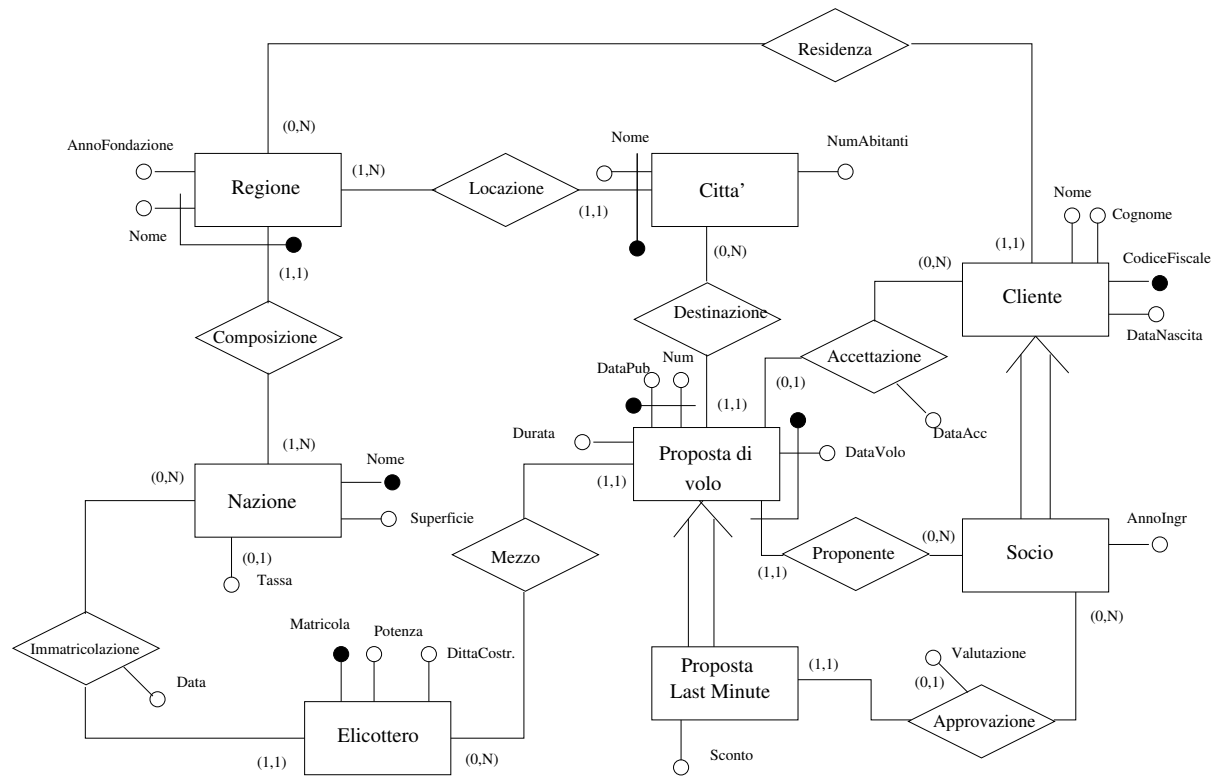 Residenza
(0,N)
AnnoFondazione
Regione
(1,N)
Nome
Locazione
(1,1)
Nome
Citta'
NumAbitanti
(0,N)
(1,1)
Nome
Cognome
(1,1)
(0,N)
CodiceFiscale
Cliente
DataNascita
Composizione
Destinazione
Accettazione
DataPub
Num
(0,1)
(1,1)
DataAcc
Durata
Proposta di
volo
DataVolo
(1,1)
(1,N)
Nome
(0,N)
Nazione
Superficie
(0,1)
Tassa
Mezzo
Proponente
(1,1)
(0,N)
Socio
AnnoIngr
(0,N)
Immatricolazione
Data
Matricola
Potenza
DittaCostr.
Elicottero
(1,1)
(0,N)
Proposta
Last Minute
(1,1)
Sconto
Valutazione
(0,1)
Approvazione